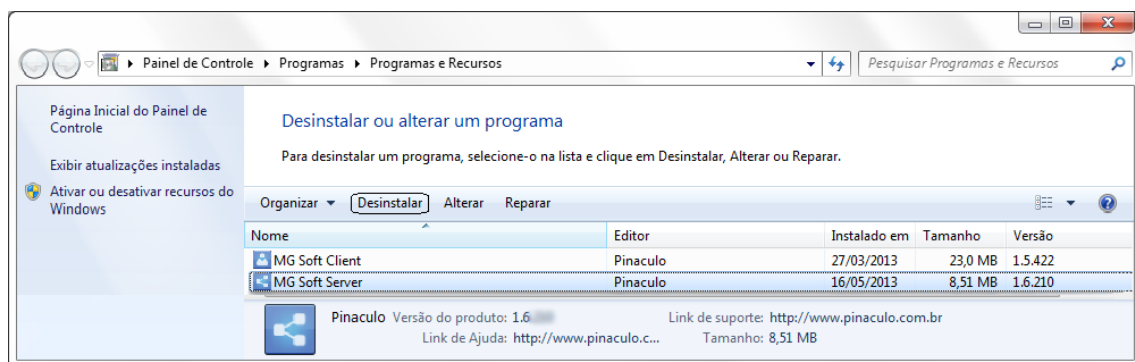 Painel de Controle Programas Programas e Recursos Pesquisar Programas e Recursos
Página Inicial do Painel de
Controle
Exibir atualizações instaladas
Ativar ou desativar recursos do
Windows
Desinstalar ou alterar um programa
Para desinstalar um programa, selecione-o na lista e clique em Desinstalar, Alterar ou Reparar.
Organizar Desinstalar Alterar Reparar
Nome Editor Instalado em Tamanho Versão
MG Soft Client Pinaculo 27/03/2013 23,0 MB 1.5.422
MG Soft Server Pinaculo 16/05/2013 8,51 MB 1.6.210
Pinaculo Versão do produto: 1.6 Link de suporte: http://www.pinaculo.com.br
Link de Ajuda: http://www.pinaculo.c... Tamanho: 8,51 MB